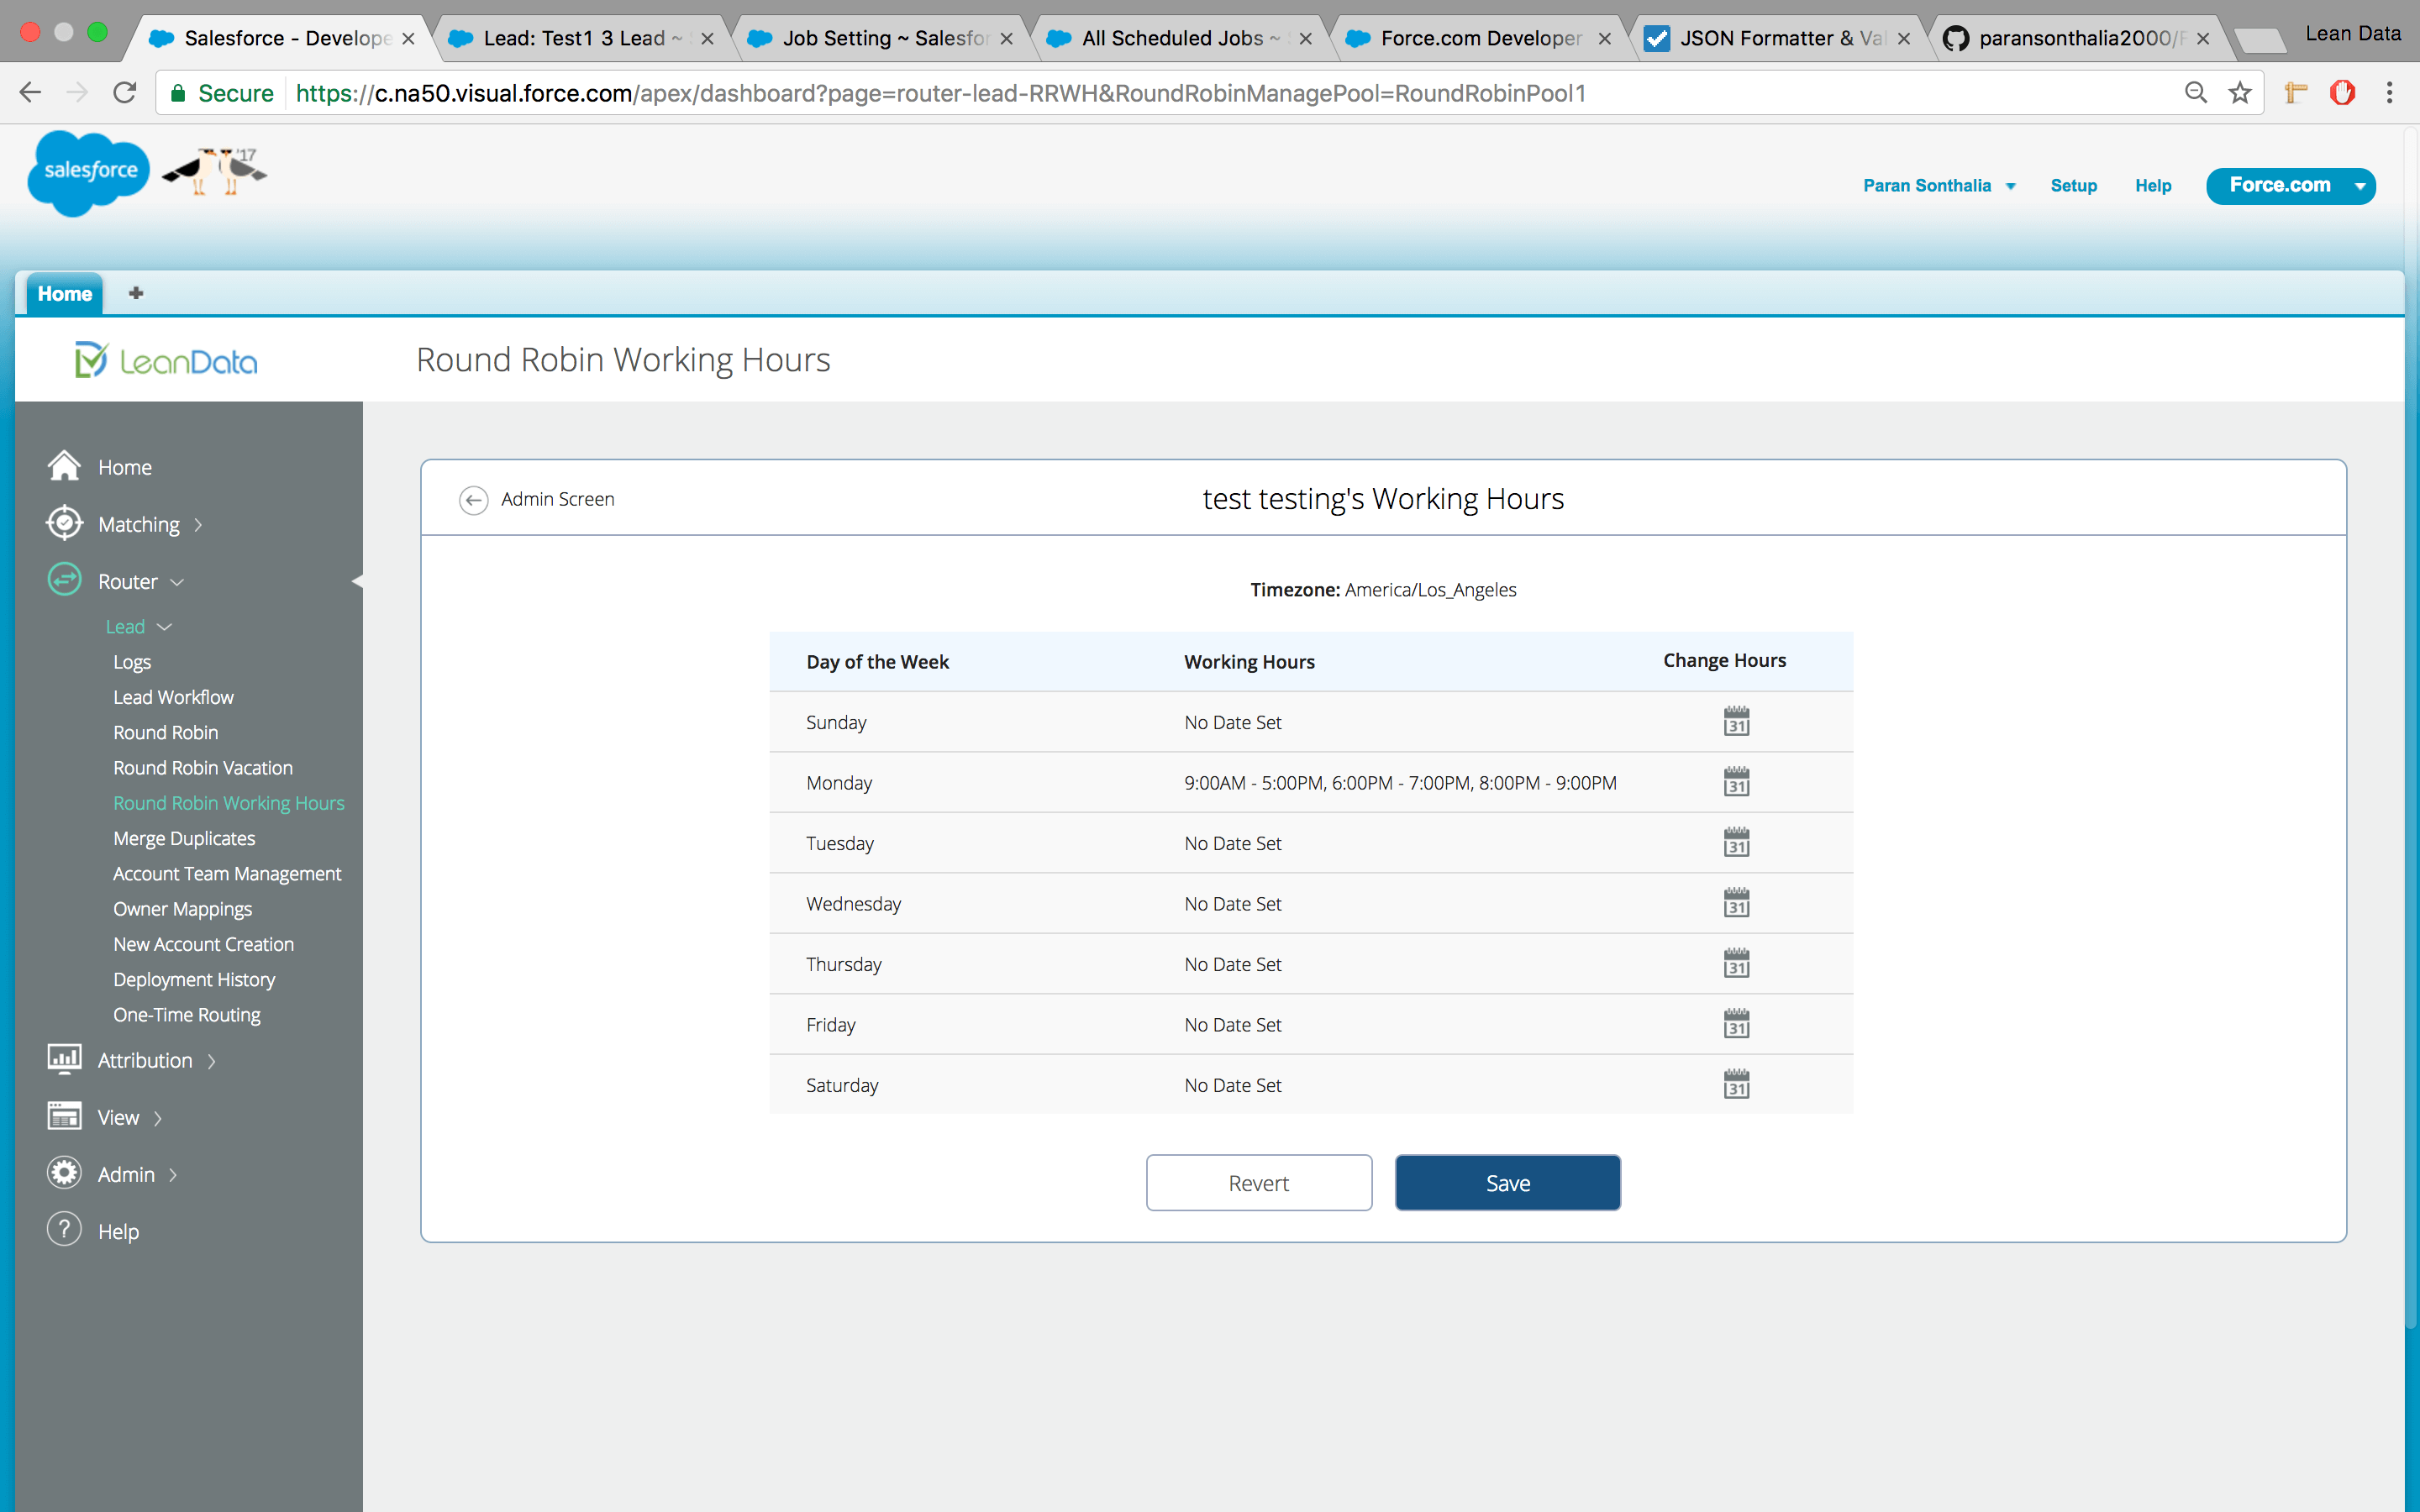 Salesforce - Develope
Lead: Test1 3 Lead ~
Job Setting ~ Salesfor
All Scheduled Jobs ~
Force.com Developer
JSON Formatter & Val
paransonthalia2000/F
Lean Data
Secure
https://c.na50.visual.force.com/apex/dashboard?page=router-lead-RRWH&RoundRobinManagePool=RoundRobinPool1
salesforce
'17
Paran Sonthalia
Setup
Help
Force.com
Home
LeanData
Round Robin Working Hours
Home
Matching
Router
Lead
Logs
Lead Workflow
Round Robin
Round Robin Vacation
Round Robin Working Hours
Merge Duplicates
Account Team Management
Owner Mappings
New Account Creation
Deployment History
One-Time Routing
Attribution
View
Admin
Help
Admin Screen
test testing's Working Hours
Timezone: America/Los_Angeles
Day of the Week Working Hours Change Hours
Sunday No Date Set 31
Monday 9:00AM - 5:00PM, 6:00PM - 7:00PM, 8:00PM - 9:00PM 31
Tuesday No Date Set 31
Wednesday No Date Set 31
Thursday No Date Set 31
Friday No Date Set 31
Saturday No Date Set 31
Revert
Save